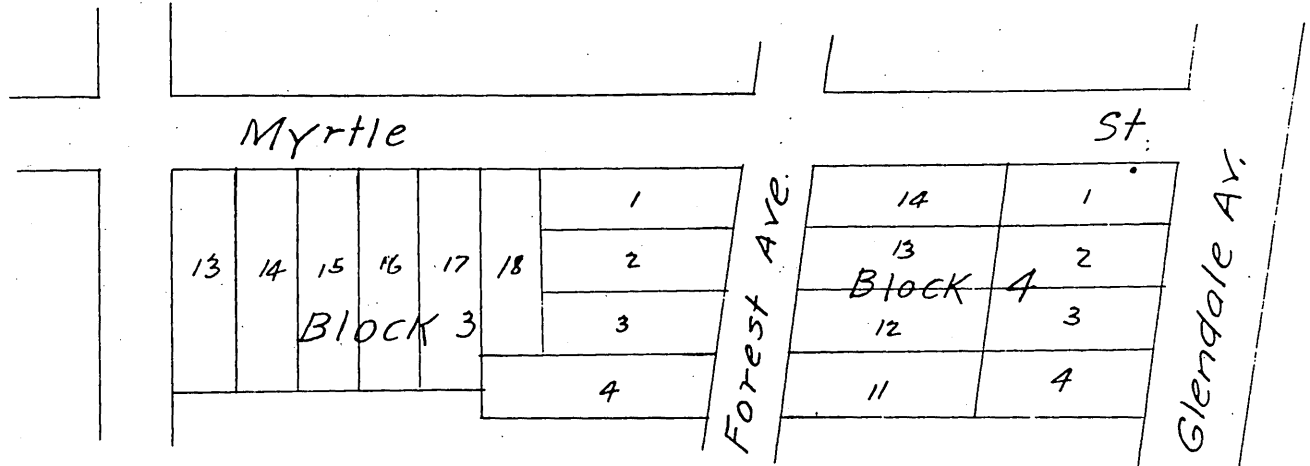 Myrtle St.
1 14 1
13 14 15 16 17 18 2 13 2
Block 4
Block 3 3 12 3
4 11 4
Forest Ave.
Glendale Av.